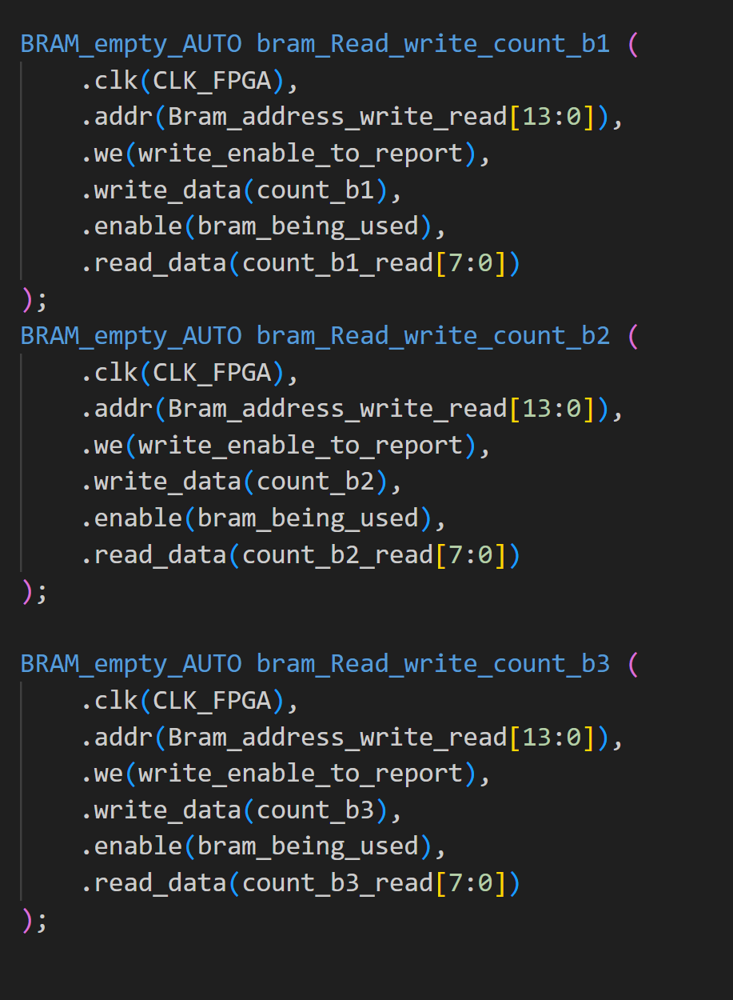 BRAM_empty_AUTO bram_Read_write_count_b1 (
.clk(CLK_FPGA),
.addr(Bram_address_write_read[13:0]),
.we(write_enable_to_report),
.write_data(count_b1),
.enable(bram_being_used),
.read_data(count_b1_read[7:0])
);
BRAM_empty_AUTO bram_Read_write_count_b2 (
.clk(CLK_FPGA),
.addr(Bram_address_write_read[13:0]),
.we(write_enable_to_report),
.write_data(count_b2),
.enable(bram_being_used),
.read_data(count_b2_read[7:0])
);
BRAM_empty_AUTO bram_Read_write_count_b3 (
.clk(CLK_FPGA),
.addr(Bram_address_write_read[13:0]),
.we(write_enable_to_report),
.write_data(count_b3),
.enable(bram_being_used),
.read_data(count_b3_read[7:0])
);